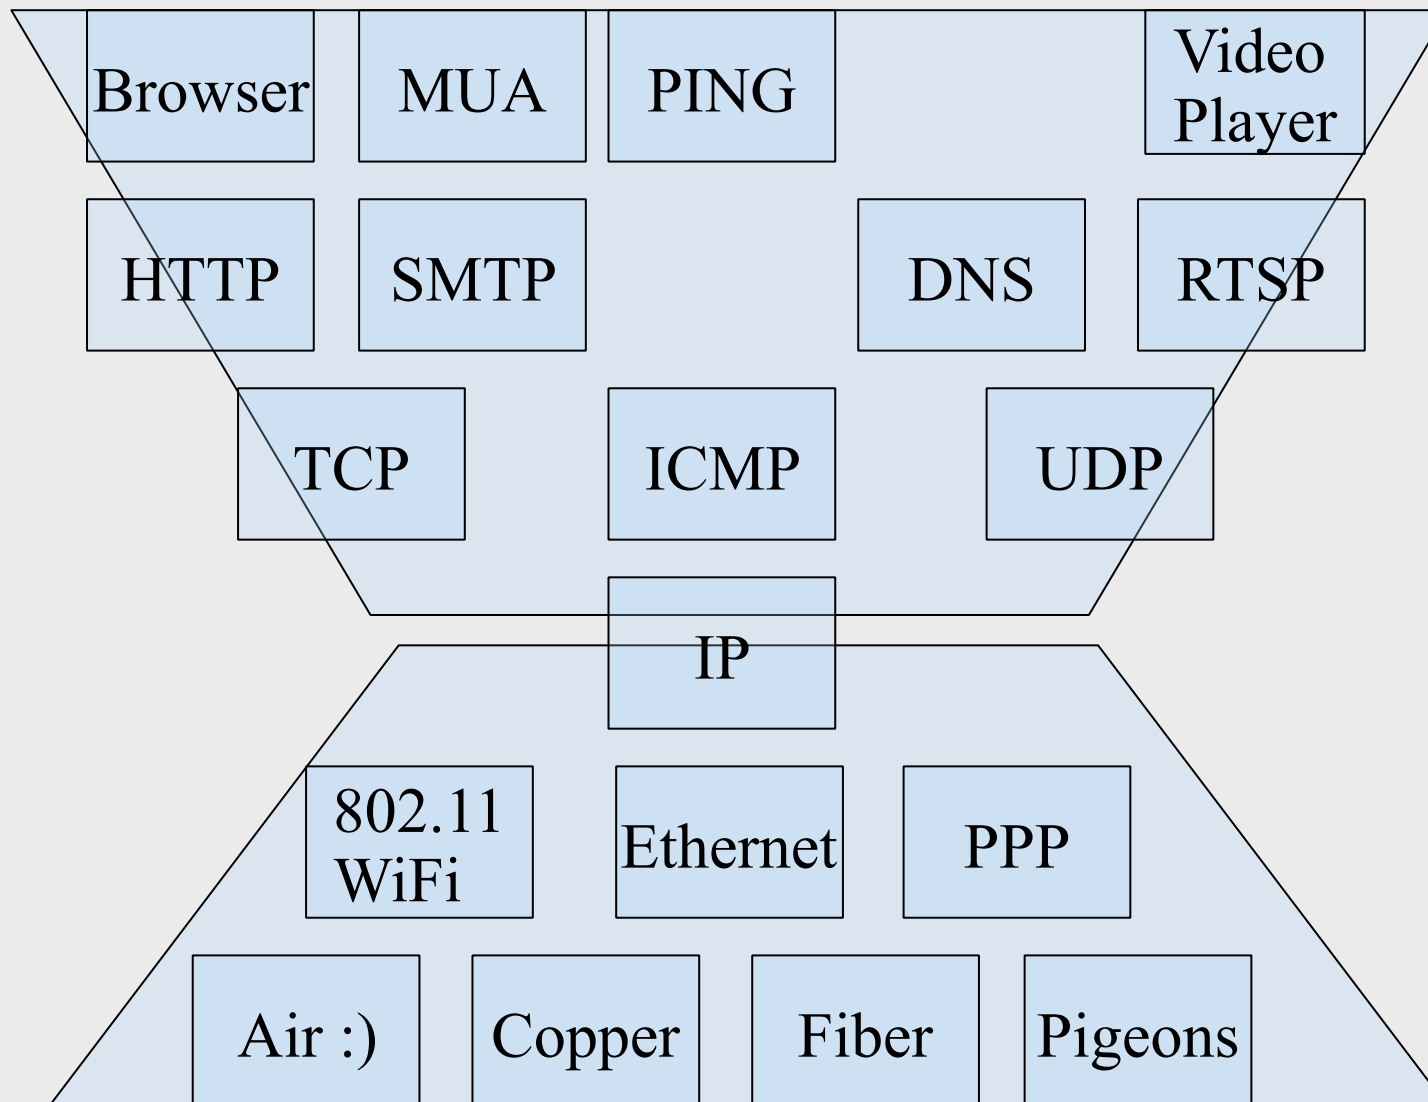 Browser
MUA
PING
Video
Player
HTTP
SMTP
DNS
RTSP
TCP
ICMP
UDP
IP
802.11
WiFi
Ethernet
PPP
Air :)
Copper
Fiber
Pigeons